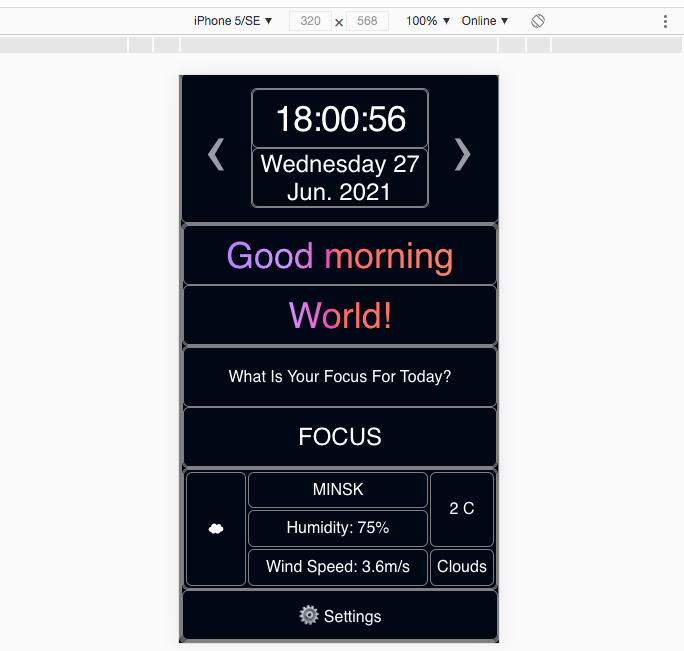 iPhone 5/SE ▼ 320 × 568 100% ▼ Online ▼
18:00:56
Wednesday 27
Jun. 2021
Good morning
World!
What Is Your Focus For Today?
FOCUS
MINSK
2 C
Humidity: 75%
Wind Speed: 3.6m/s
Clouds
Settings